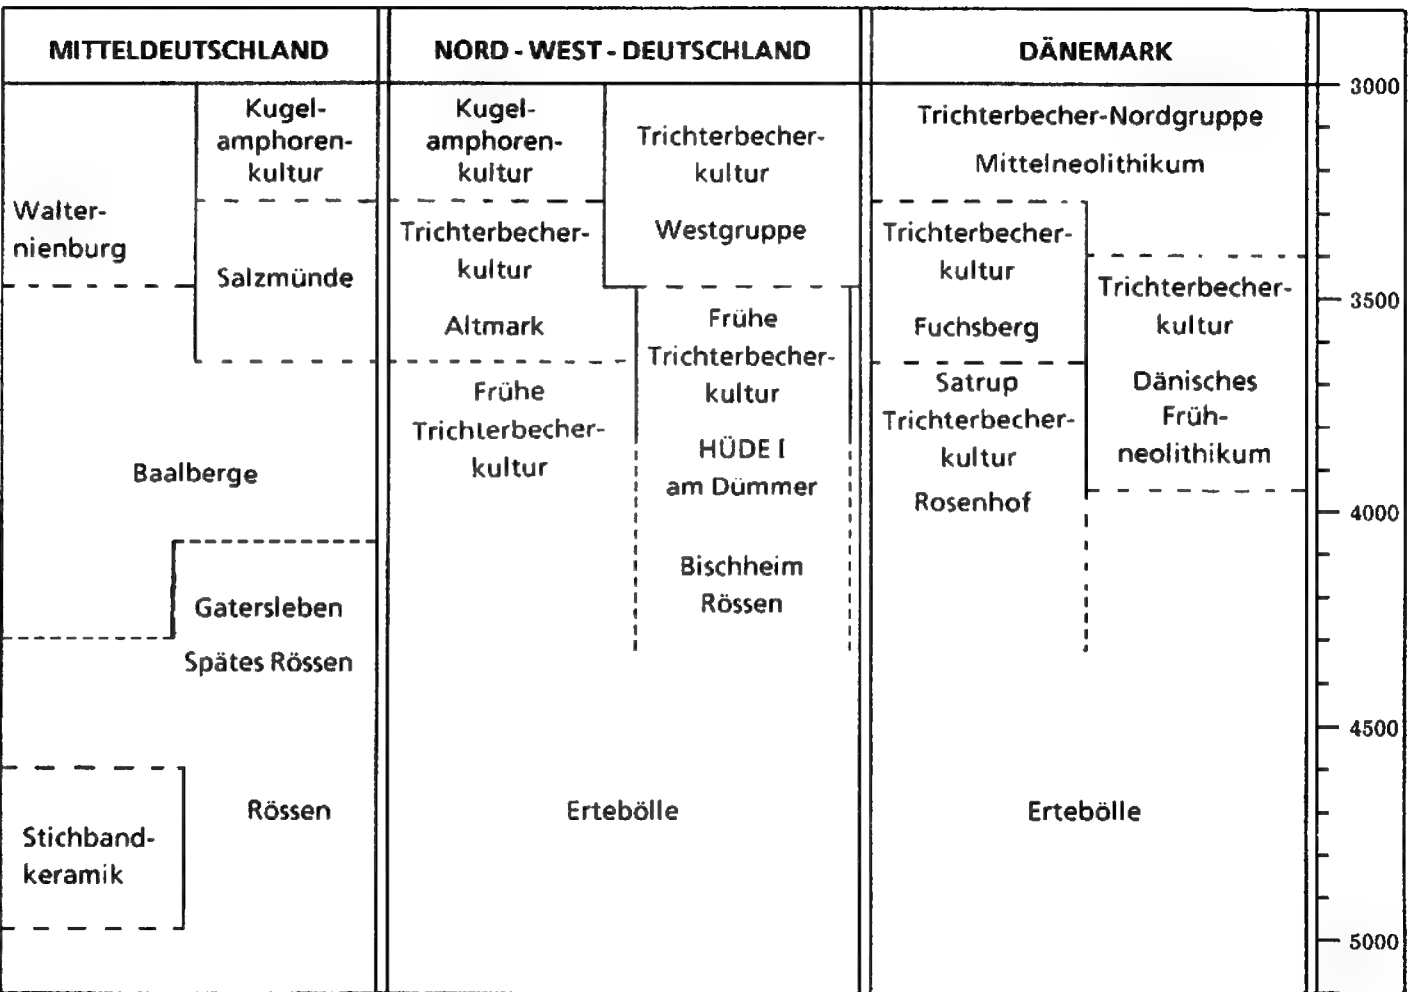 MITTELDEUTSCHLAND
NORD - WEST - DEUTSCHLAND
DÄNEMARK
Kugel-
amphoren-
kultur
Walter-
nienburg
Salzmünde
Baalberge
Gatersleben
Spätes Rössen
Rössen
Stichband-
keramik
Kugel-
amphoren-
kultur
Trichterbecher-
kultur
Altmark
Frühe
Trichterbecher-
kultur
Trichterbecher-
kultur
Westgruppe
Frühe
Trichterbecher-
kultur
HÜDE I
am Dümmer
Bischheim
Rössen
Ertebölle
Trichterbecher-Nordgruppe
Mittelneolithikum
Trichterbecher-
kultur
Fuchsberg
Satrup
Trichterbecher-
kultur
Rosenhof
Trichterbecher-
kultur
Dänisches
Früh-
neolithikum
Ertebölle
3000
3500
4000
4500
5000